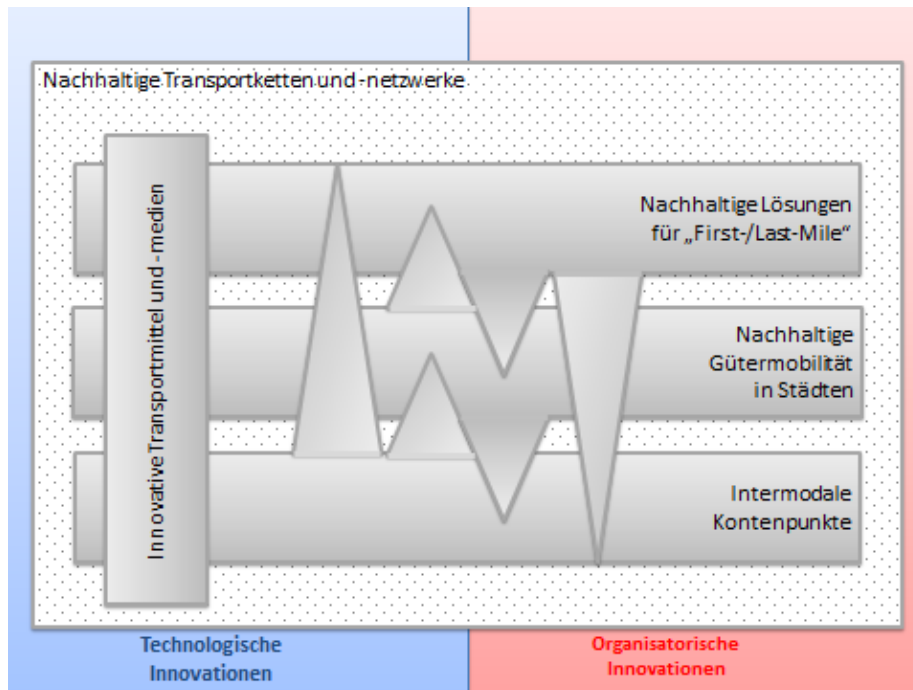 Nachhaltige Transportketten und -netzwerke
Innovative Transportmittel und -medien
Nachhaltige Lösungen
für „First-/Last-Mile“
Nachhaltige
Gütermobilität
in Städten
Intermodale
Kontenpunkte
Technologische
Innovationen
Organisatorische
Innovationen